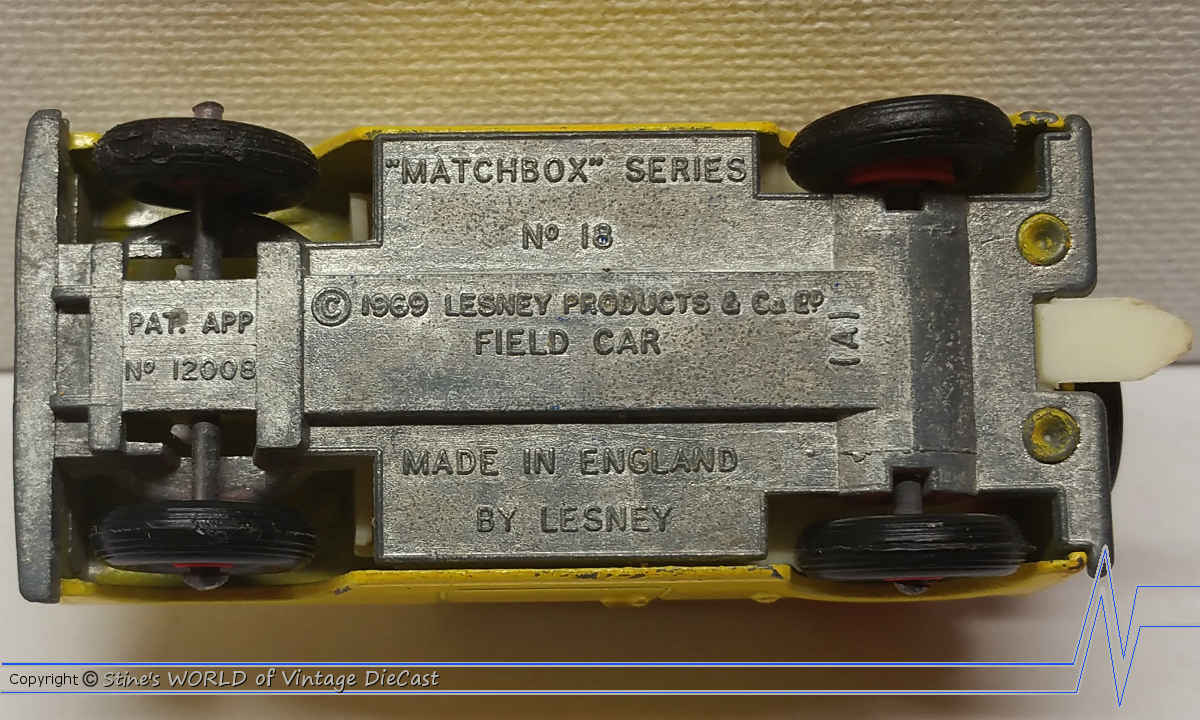 "MATCHBOX" SERIES
Nº 18
© 1969 LESNEY PRODUCTS & Co LD
FIELD CAR
(A)
PAT. APP
Nº 12008
MADE IN ENGLAND
BY LESNEY
Copyright © Stine's WORLD of Vintage DieCast